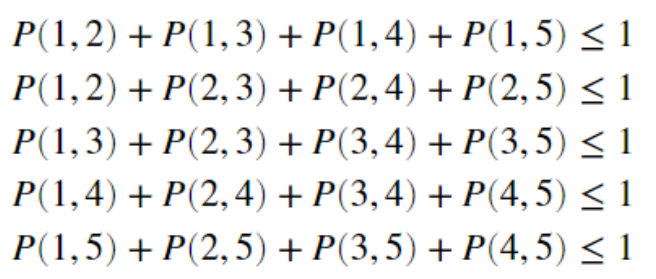 P(1,2) + P(1,3) + P(1,4) + P(1,5) ≤ 1
P(1,2) + P(2,3) + P(2,4) + P(2,5) ≤ 1
P(1,3) + P(2,3) + P(3,4) + P(3,5) ≤ 1
P(1,4) + P(2,4) + P(3,4) + P(4,5) ≤ 1
P(1,5) + P(2,5) + P(3,5) + P(4,5) ≤ 1